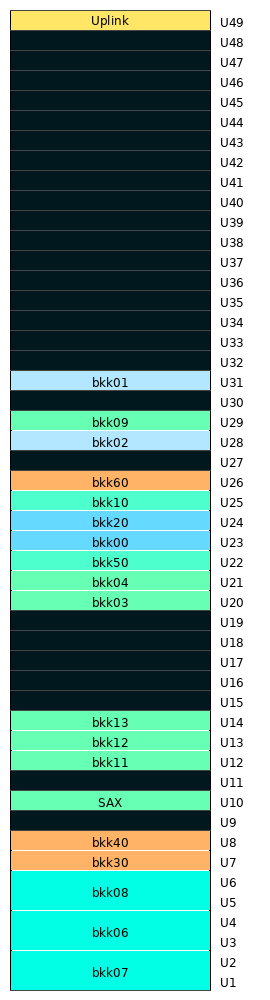 Uplink U49
U48
U47
U46
U45
U44
U43
U42
U41
U40
U39
U38
U37
U36
U35
U34
U33
U32
bkk01 U31
U30
bkk09 U29
bkk02 U28
U27
bkk60 U26
bkk10 U25
bkk20 U24
bkk00 U23
bkk50 U22
bkk04 U21
bkk03 U20
U19
U18
U17
U16
U15
bkk13 U14
bkk12 U13
bkk11 U12
U11
SAX U10
U9
bkk40 U8
bkk30 U7
U6
bkk08
U5
U4
bkk06
U3
U2
bkk07
U1